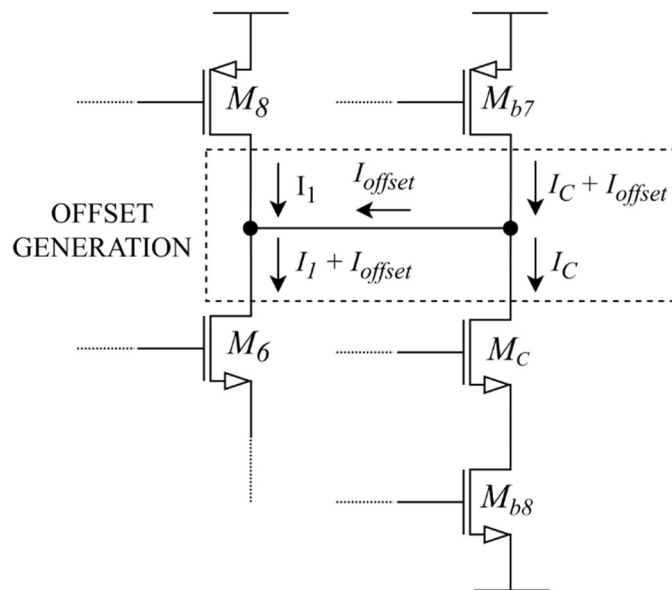 M8
Mb7
I1
Ioffset
IC + Ioffset
OFFSET
GENERATION
I1 + Ioffset
IC
M6
MC
Mb8